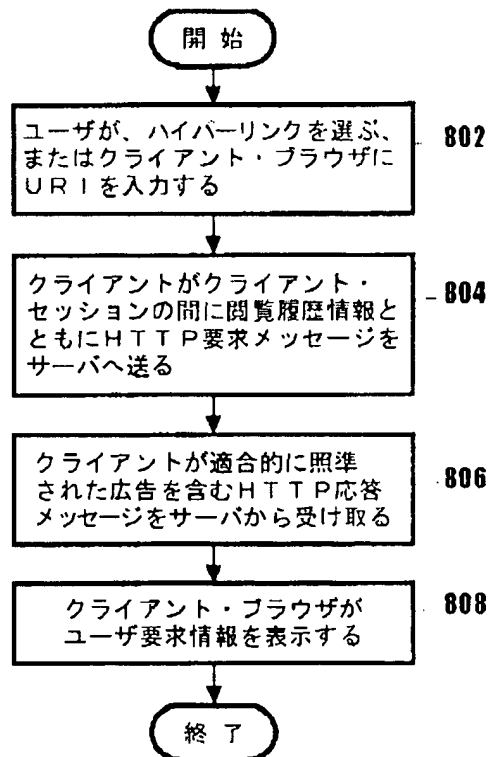 開 始
ユーザが、ハイパーリンクを選ぶ、
またはクライアント・ブラウザに
ＵＲＩを入力する
802
クライアントがクライアント・
セッションの間に閲覧履歴情報と
ともにＨＴＴＰ要求メッセージを
サーバへ送る
804
クライアントが適合的に照準
された広告を含むＨＴＴＰ応答
メッセージをサーバから受け取る
806
クライアント・ブラウザが
ユーザ要求情報を表示する
808
終 了